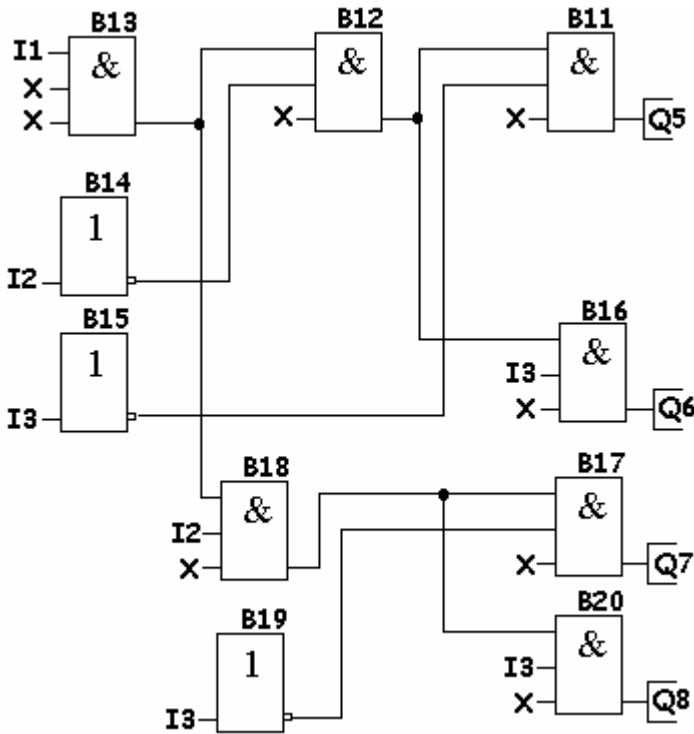 B13
I1
&
X
X
B12
&
X
B11
&
X
Q5
B14
1
I2
B15
1
I3
B16
&
I3
X
Q6
B18
&
I2
X
B17
&
X
Q7
B19
1
I3
B20
&
I3
X
Q8